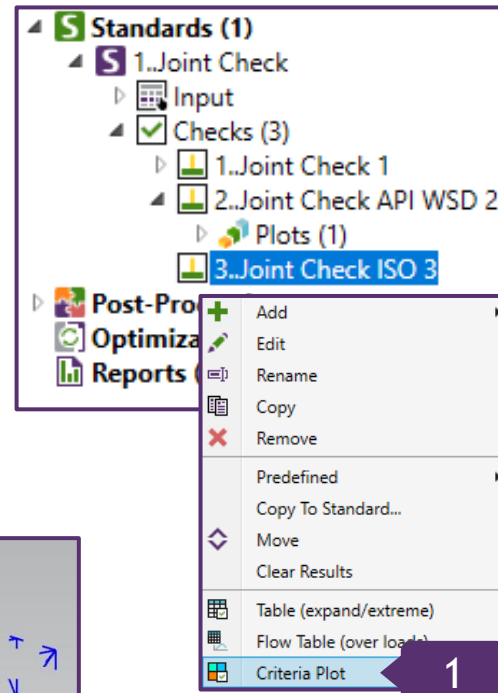 Standards (1)
1..Joint Check
Input
Checks (3)
1..Joint Check 1
2..Joint Check API WSD 2
Plots (1)
3..Joint Check ISO 3
Post-Pro
Optimiza
Reports (
Add
Edit
Rename
Copy
Remove
Predefined
Copy To Standard...
Move
Clear Results
Table (expand/extreme)
Flow Table (over loads)
Criteria Plot
1